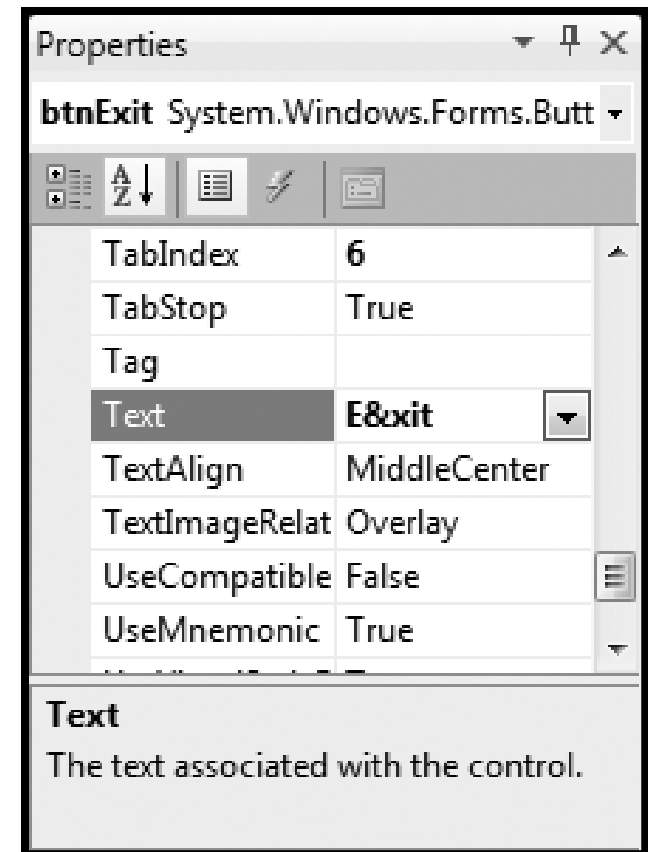 Properties
btnExit System.Windows.Forms.Butt
A Z
TabIndex 6
TabStop True
Tag
Text E&xit
TextAlign MiddleCenter
TextImageRelat Overlay
UseCompatible False
UseMnemonic True
Text
The text associated with the control.